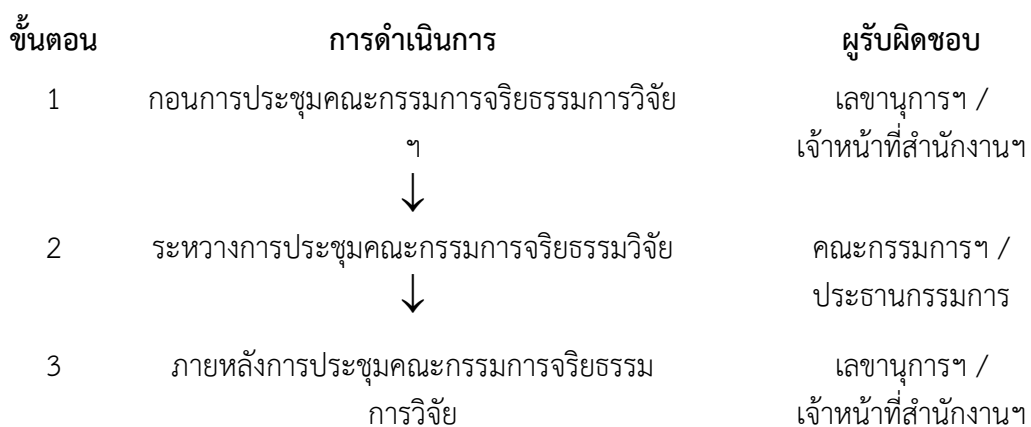 ขั้นตอน การดำเนินการ ผู้รับผิดชอบ
1 กอนการประชุมคณะกรรมการจริยธรรมการวิจัย เลขานุการฯ /
ฯ เจ้าหน้าที่สำนักงานฯ
↓
2 ระหวางการประชุมคณะกรรมการจริยธรรมวิจัย คณะกรรมการฯ /
↓ ประธานกรรมการ
3 ภายหลังการประชุมคณะกรรมการจริยธรรม เลขานุการฯ /
การวิจัย เจ้าหน้าที่สำนักงานฯ